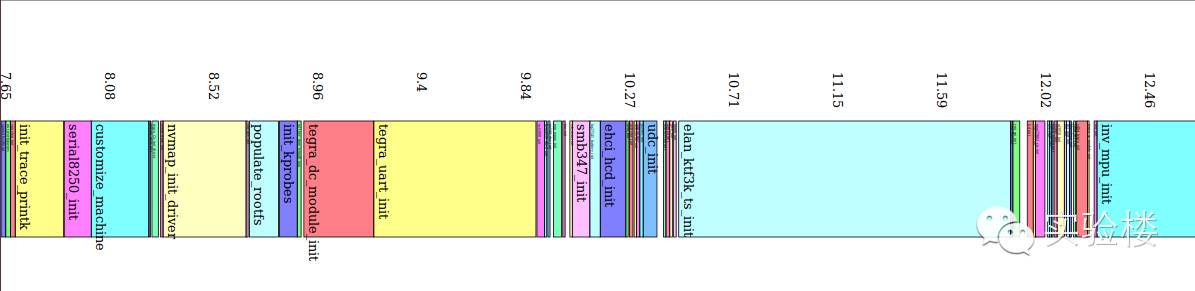 7.65
8.08
8.52
8.96
9.4
9.84
10.27
10.71
11.15
11.59
12.02
12.46
init_trace_printk
serial8250_init
customize_machine
nvmap_init_driver
populate_rootfs
init_kprobes
tegra_dc_module_init
tegra_uart_init
smb347_init
ehci_hcd_init
udc_init
elan_ktf3k_ts_init
inv_mpu_init
实验楼